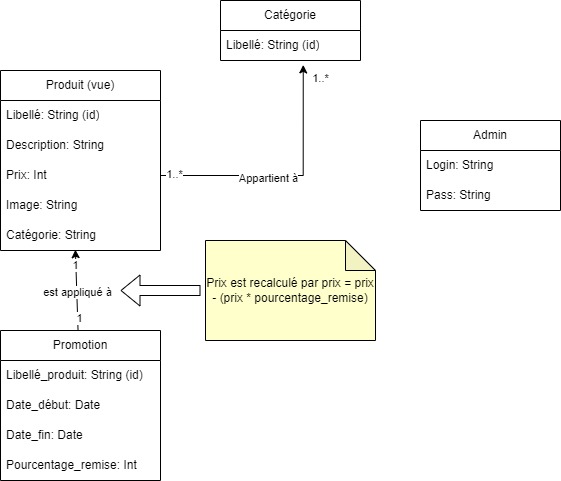 Catégorie
Libellé: String (id)
1..*
Produit (vue)
Libellé: String (id)
Description: String
Prix: Int
Image: String
Catégorie: String
1..*
Appartient à
Admin
Login: String
Pass: String
1
est appliqué à
1
Prix est recalculé par prix = prix
- (prix * pourcentage_remise)
Promotion
Libellé_produit: String (id)
Date_début: Date
Date_fin: Date
Pourcentage_remise: Int